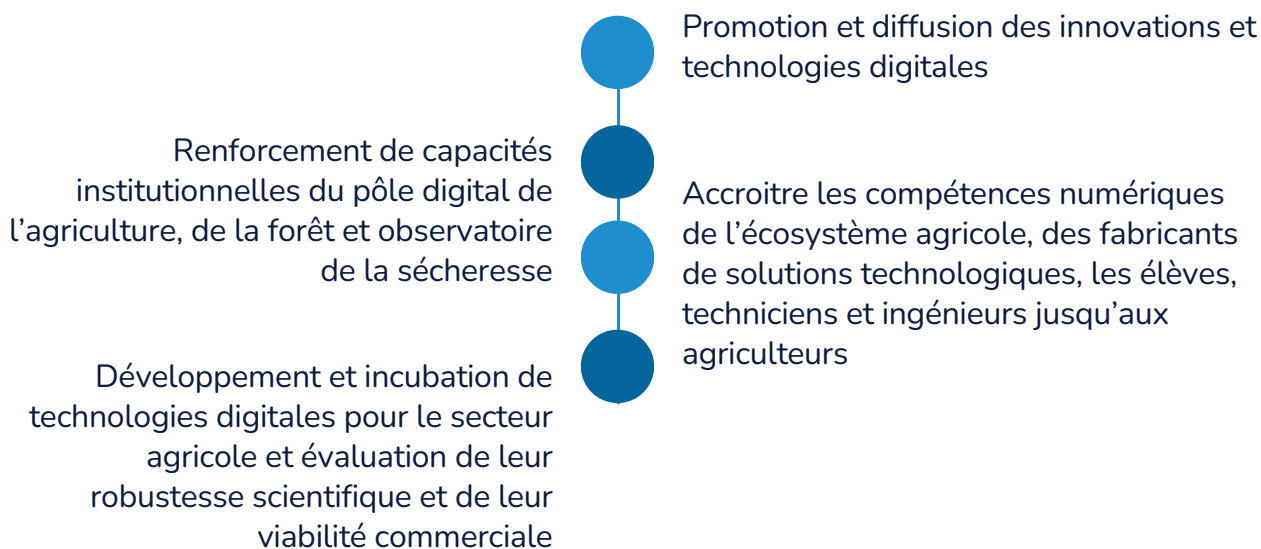 Promotion et diffusion des innovations et
technologies digitales
Renforcement de capacités
institutionnelles du pôle digital de
l’agriculture, de la forêt et observatoire
de la sécheresse
Accroitre les compétences numériques
de l’écosystème agricole, des fabricants
de solutions technologiques, les élèves,
techniciens et ingénieurs jusqu’aux
agriculteurs
Développement et incubation de
technologies digitales pour le secteur
agricole et évaluation de leur
robustesse scientifique et de leur
viabilité commerciale